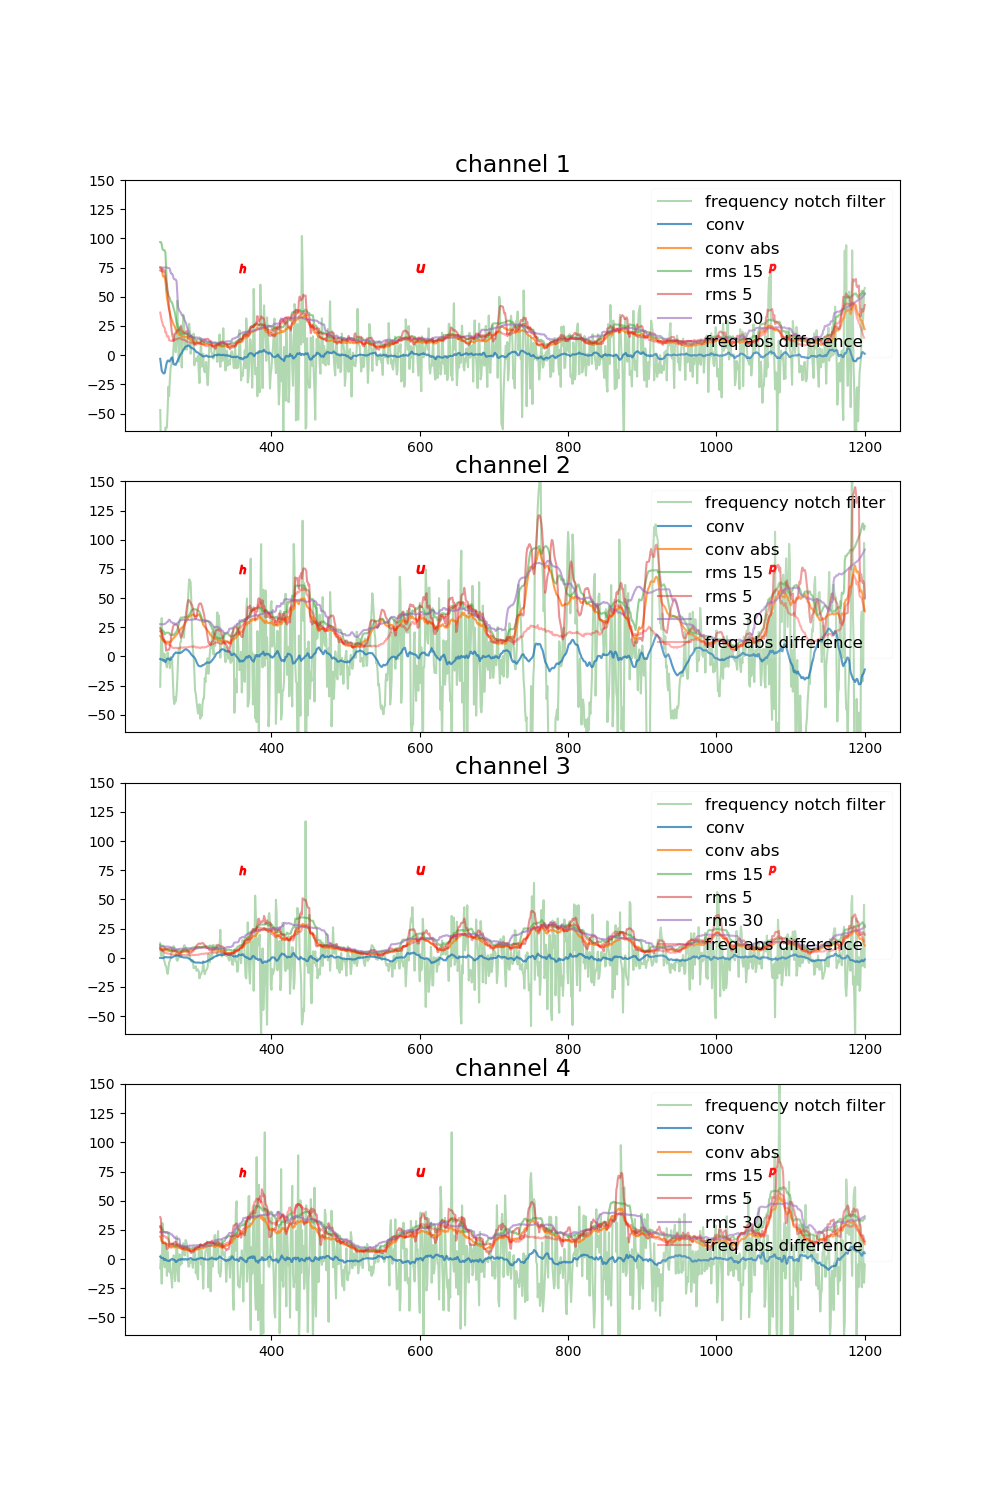 channel 1
150
125
100
75
50
25
0
−25
−50
h
u
p
frequency notch filter
conv
conv abs
rms 15
rms 5
rms 30
freq abs difference
400 600 800 1000 1200
channel 2
150
125
100
75
50
25
0
−25
−50
h
u
p
frequency notch filter
conv
conv abs
rms 15
rms 5
rms 30
freq abs difference
400 600 800 1000 1200
channel 3
150
125
100
75
50
25
0
−25
−50
h
u
p
frequency notch filter
conv
conv abs
rms 15
rms 5
rms 30
freq abs difference
400 600 800 1000 1200
channel 4
150
125
100
75
50
25
0
−25
−50
h
u
p
frequency notch filter
conv
conv abs
rms 15
rms 5
rms 30
freq abs difference
400 600 800 1000 1200